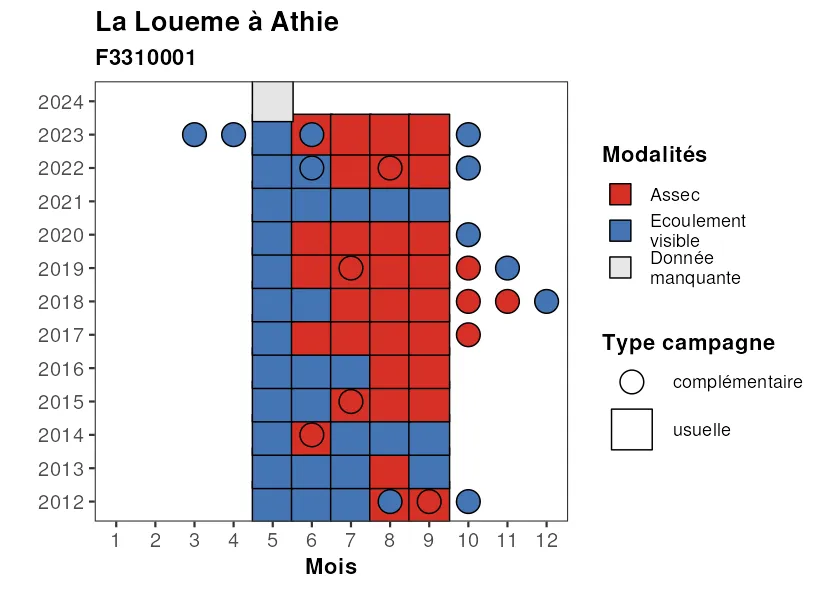 La Loueme à Athie
F3310001
2024
2023
2022
2021
2020
2019
2018
2017
2016
2015
2014
2013
2012
1 2 3 4 5 6 7 8 9 10 11 12
Mois
Modalités
Assec
Ecoulement
visible
Donnée
manquante
Type campagne
complémentaire
usuelle